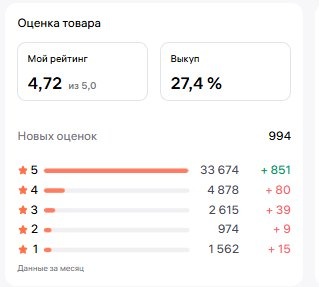 Оценка товара
Мой рейтинг
4,72 из 5,0
Выкуп
27,4 %
Новых оценок 994
5 33 674 + 851
4 4 878 + 80
3 2 615 + 39
2 974 + 9
1 1 562 + 15
Данные за месяц